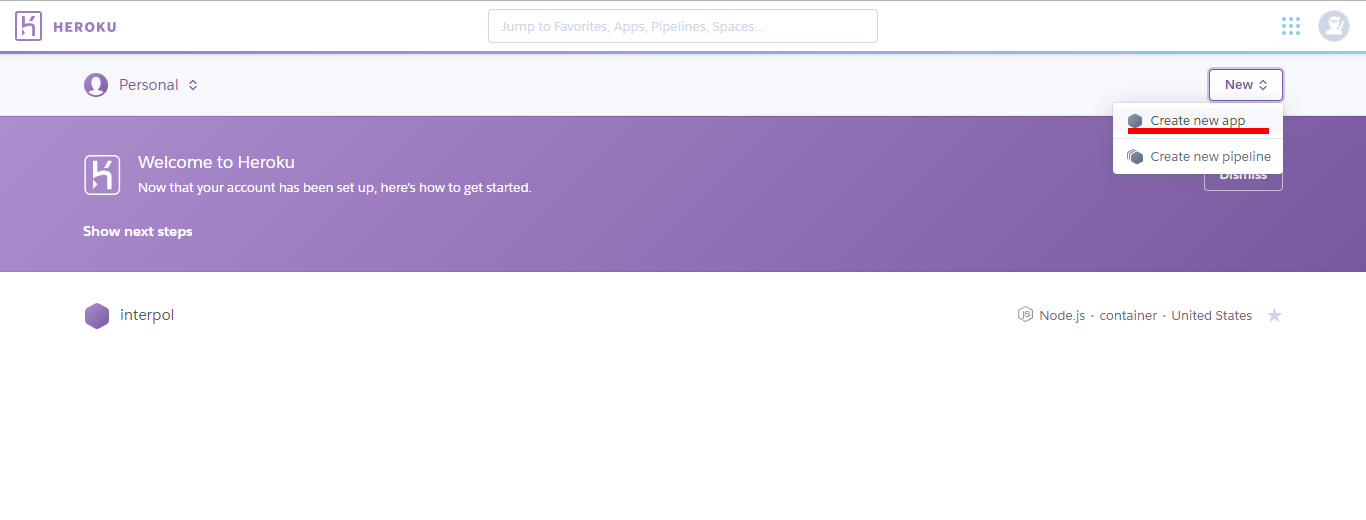 HEROKU
Jump to Favorites, Apps, Pipelines, Spaces...
Personal
New
Create new app
Create new pipeline
Dismiss
Welcome to Heroku
Now that your account has been set up, here's how to get started.
Show next steps
interpol
Node.js · container · United States